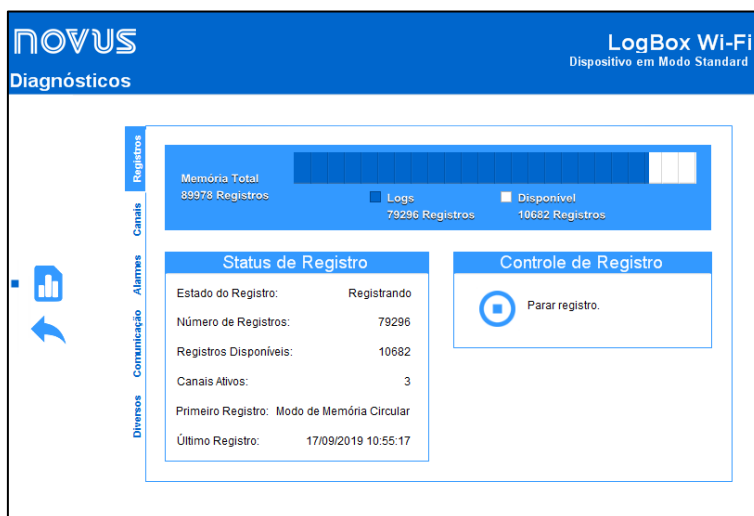 NOVUS
LogBox Wi-Fi
Dispositivo em Modo Standard
Diagnósticos
Registros
Canais
Alarmes
Comunicação
Diversos
Memória Total
89978 Registros
Logs
79296 Registros
Disponível
10682 Registros
Status de Registro
Estado do Registro: Registrando
Número de Registros: 79296
Registros Disponíveis: 10682
Canais Ativos: 3
Primeiro Registro: Modo de Memória Circular
Último Registro: 17/09/2019 10:55:17
Controle de Registro
Parar registro.